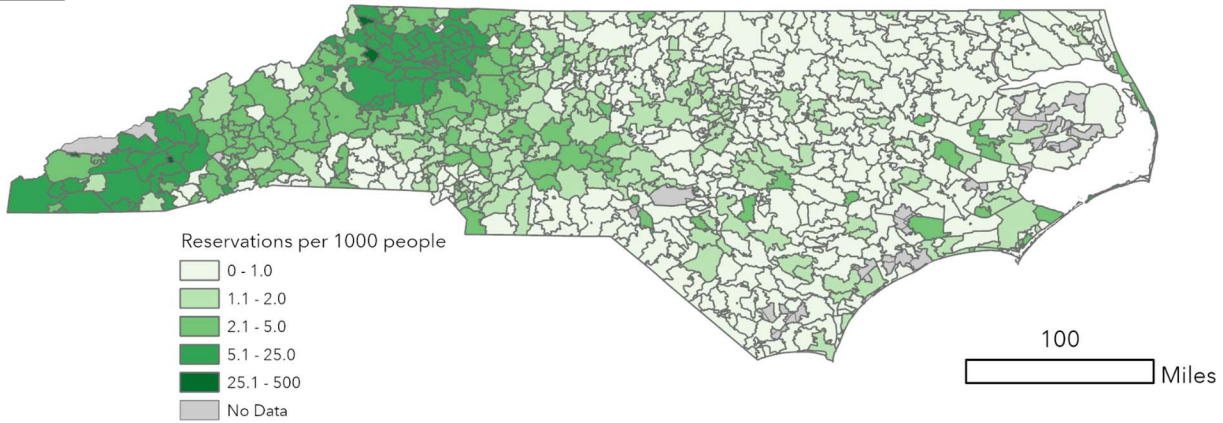 Reservations per 1000 people
0 - 1.0
1.1 - 2.0
2.1 - 5.0
5.1 - 25.0
25.1 - 500
No Data
100
Miles